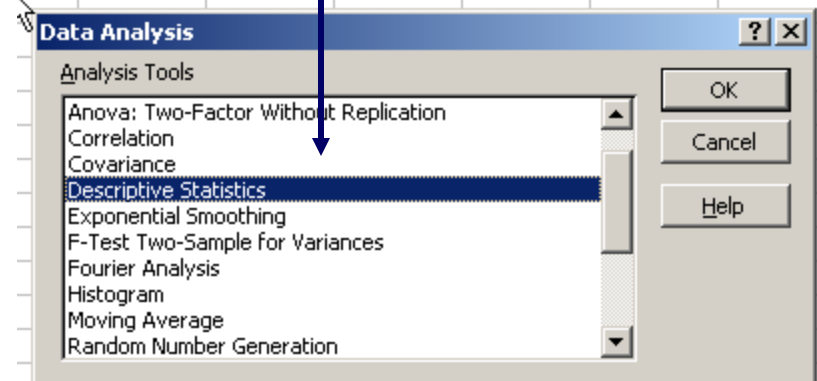 Data Analysis
Analysis Tools
Anova: Two-Factor Without Replication
Correlation
Covariance
Descriptive Statistics
Exponential Smoothing
F-Test Two-Sample for Variances
Fourier Analysis
Histogram
Moving Average
Random Number Generation
OK
Cancel
Help